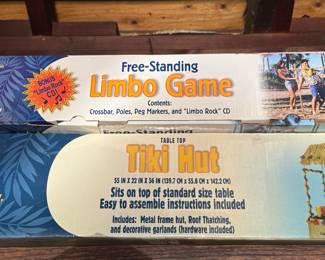 BONUS
"Limbo Rock"
CD!
Free-Standing
Limbo Game
Contents:
Crossbar, Poles, Peg Markers, and "Limbo Rock" CD
Free-Standing
TABLE TOP
Tiki Hut
55 IN X 22 IN X 56 IN (139.7 CM X 55.8 CM X 142.2 CM)
Sits on top of standard size table
Easy to assemble instructions included
Includes: Metal frame hut, Roof Thatching,
and decorative garlands (hardware included)